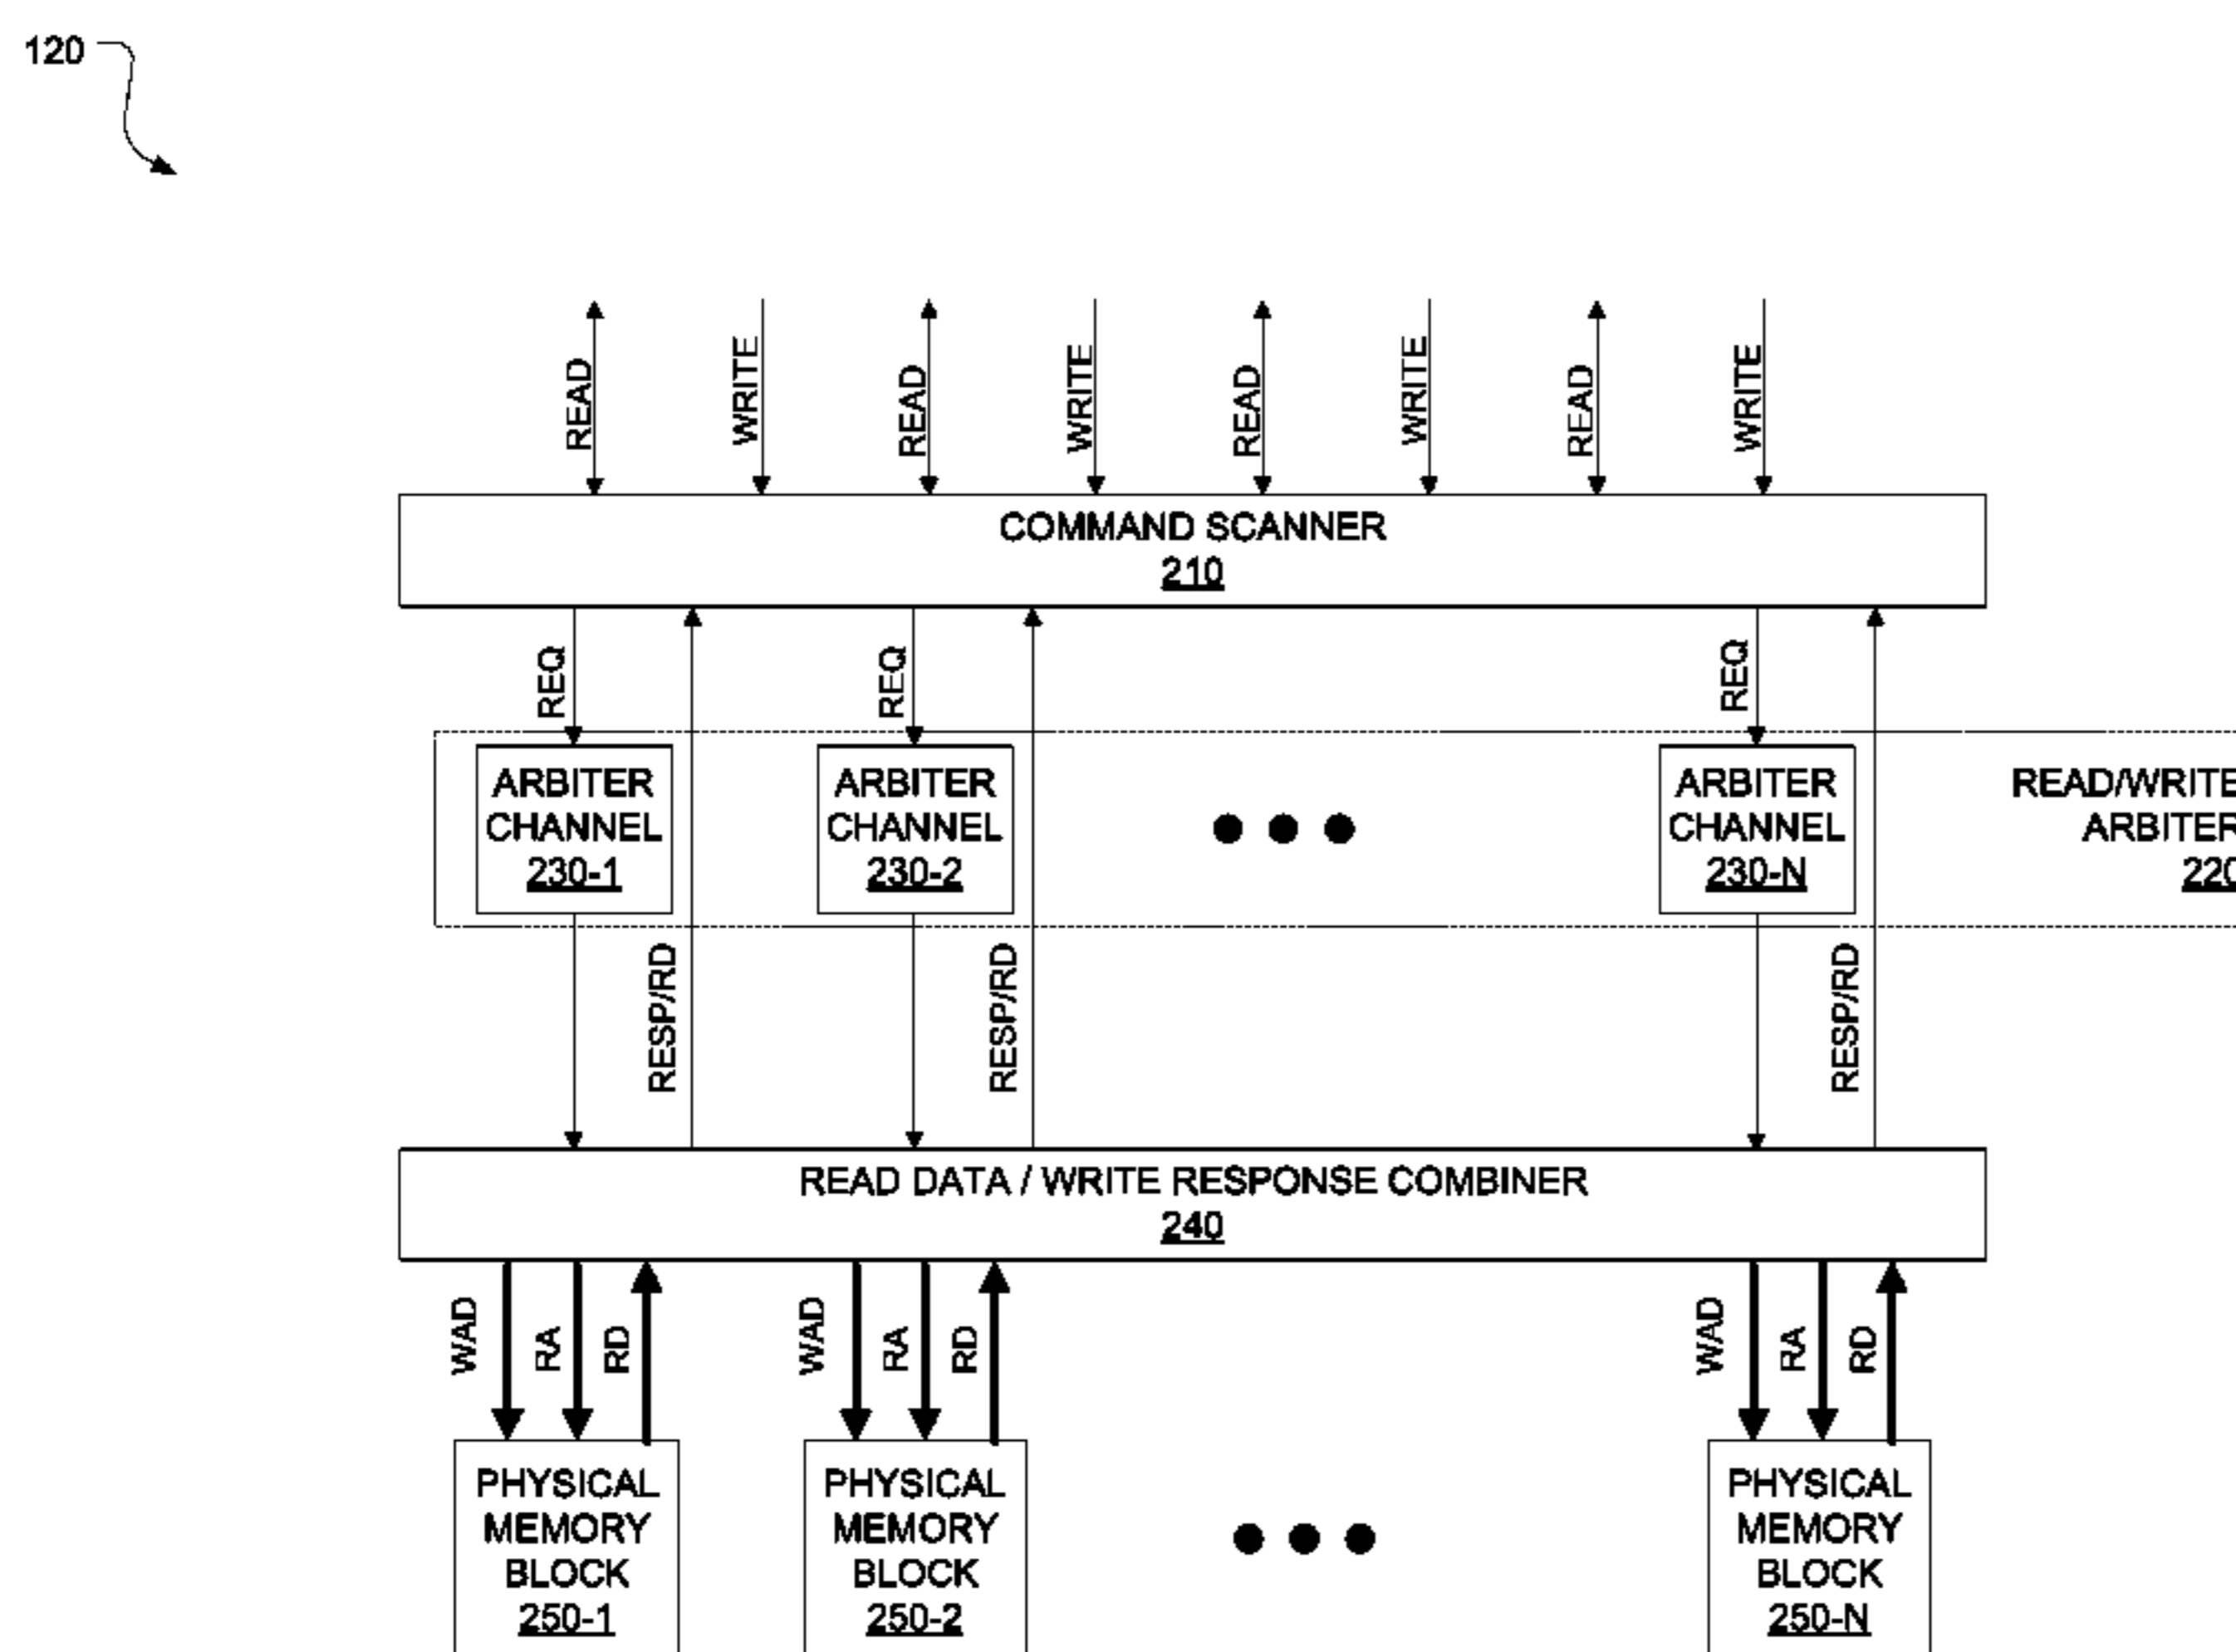 120
READ
WRITE
READ
WRITE
READ
WRITE
READ
WRITE
COMMAND SCANNER
210
REQ
REQ
REQ
ARBITER
CHANNEL
230-1
ARBITER
CHANNEL
230-2
ARBITER
CHANNEL
230-N
READ/WRITE
ARBITER
220
RESP/RD
RESP/RD
RESP/RD
READ DATA / WRITE RESPONSE COMBINER
240
WAD
RA
RD
WAD
RA
RD
WAD
RA
RD
PHYSICAL
MEMORY
BLOCK
250-1
PHYSICAL
MEMORY
BLOCK
250-2
PHYSICAL
MEMORY
BLOCK
250-N